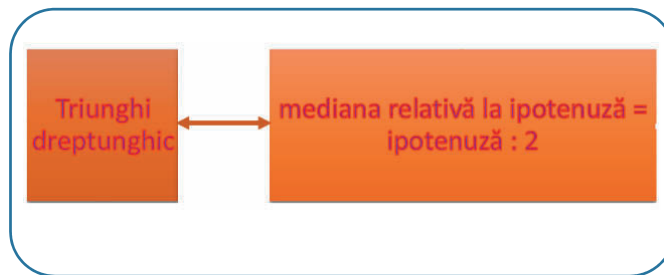 Triunghi
dreptunghic
mediana relativă la ipotenuză =
ipotenuză : 2